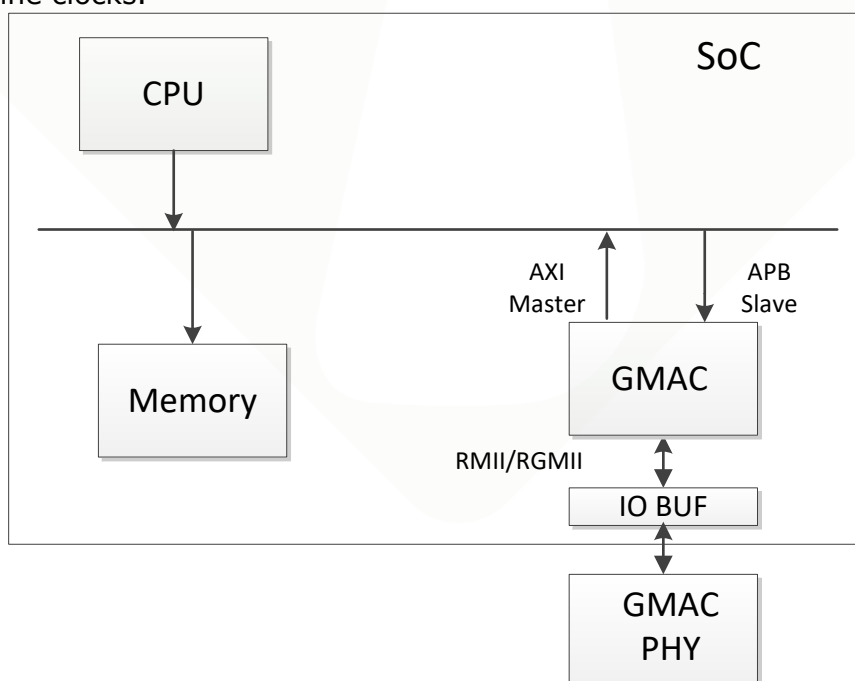 SoC
CPU
AXI
Master
APB
Slave
GMAC
Memory
RMII/RGMII
IO BUF
GMAC
PHY